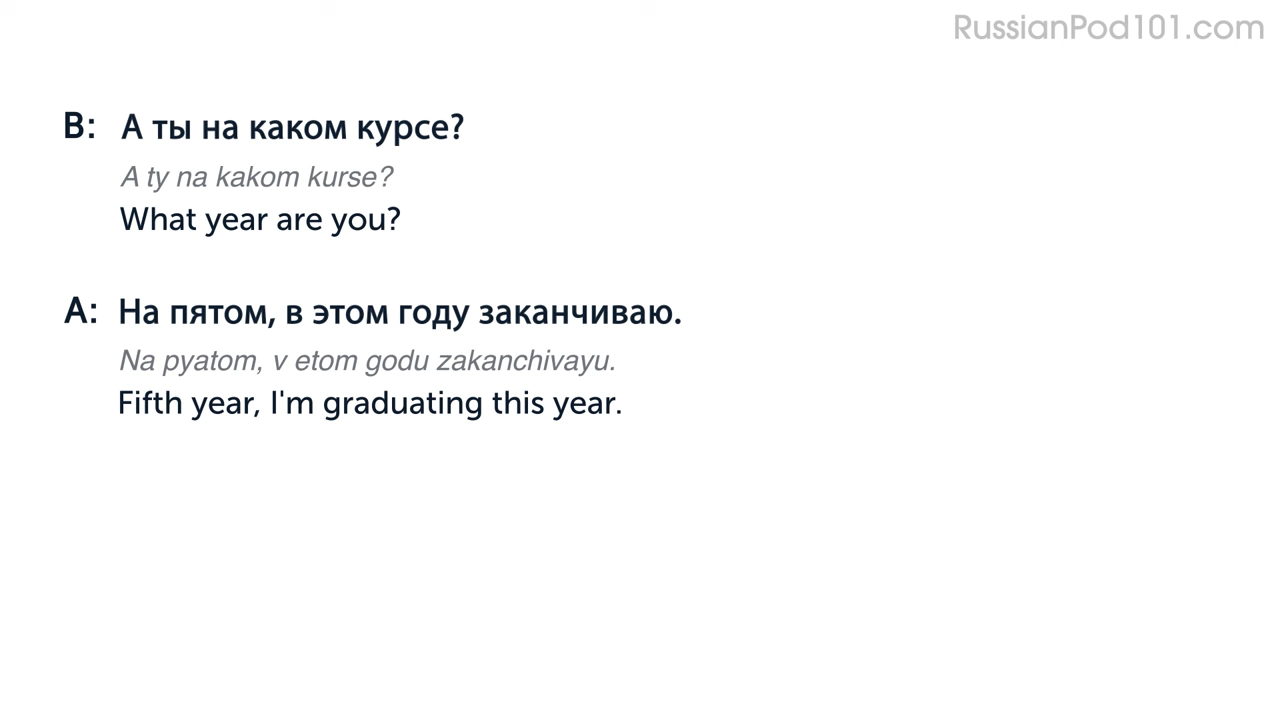 RussianPod101.com
B: А ты на каком курсе?
A ty na kakom kurse?
What year are you?
A: На пятом, в этом году заканчиваю.
Na pyatom, v etom godu zakanchivayu.
Fifth year, I'm graduating this year.